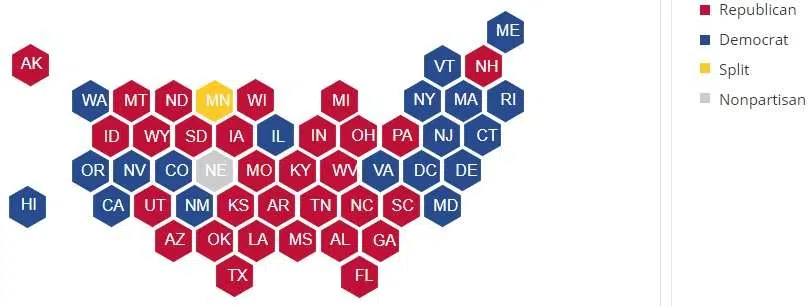 ME
Republican
AK
VT NH
Democrat
WA MT ND MN WI MI NY MA RI
Split
ID WY SD IA IL IN OH PA NJ CT
Nonpartisan
OR NV CO NE MO KY WV VA DC DE
HI
CA UT NM KS AR TN NC SC MD
AZ OK LA MS AL GA
TX FL